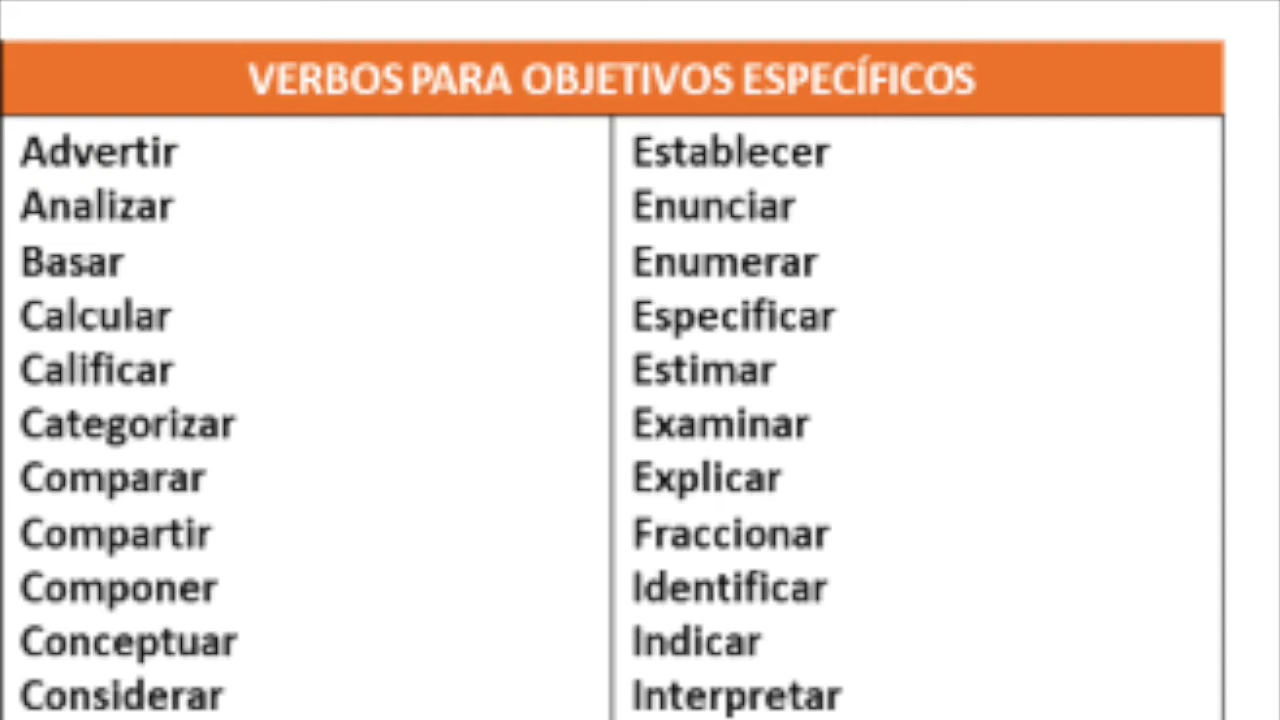 VERBOS PARA OBJETIVOS ESPECÍFICOS
Advertir
Analizar
Basar
Calcular
Calificar
Categorizar
Comparar
Compartir
Componer
Conceptuar
Considerar
Establecer
Enunciar
Enumerar
Especificar
Estimar
Examinar
Explicar
Fraccionar
Identificar
Indicar
Interpretar